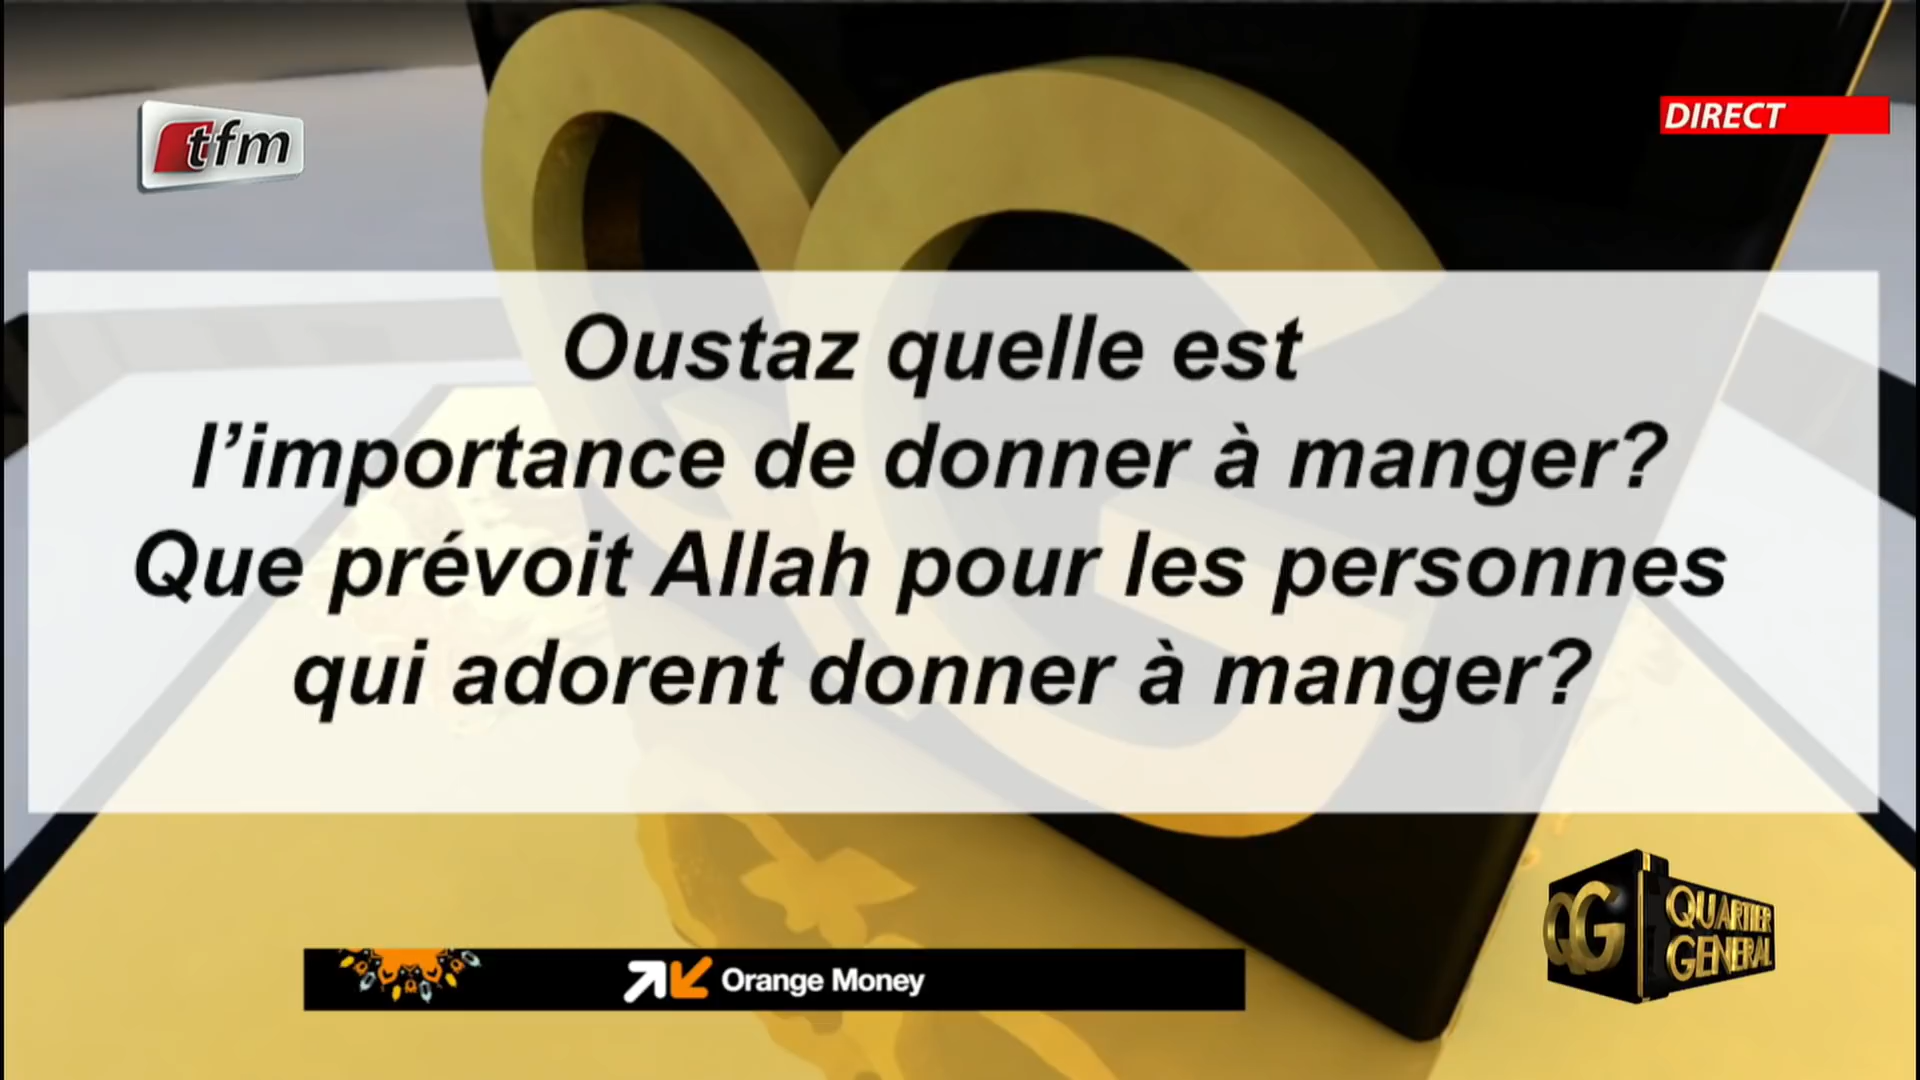 tfm
DIRECT
Oustaz quelle est
l’importance de donner à manger?
Que prévoit Allah pour les personnes
qui adorent donner à manger?
QG
QUARTIER
GENERAL
Orange Money